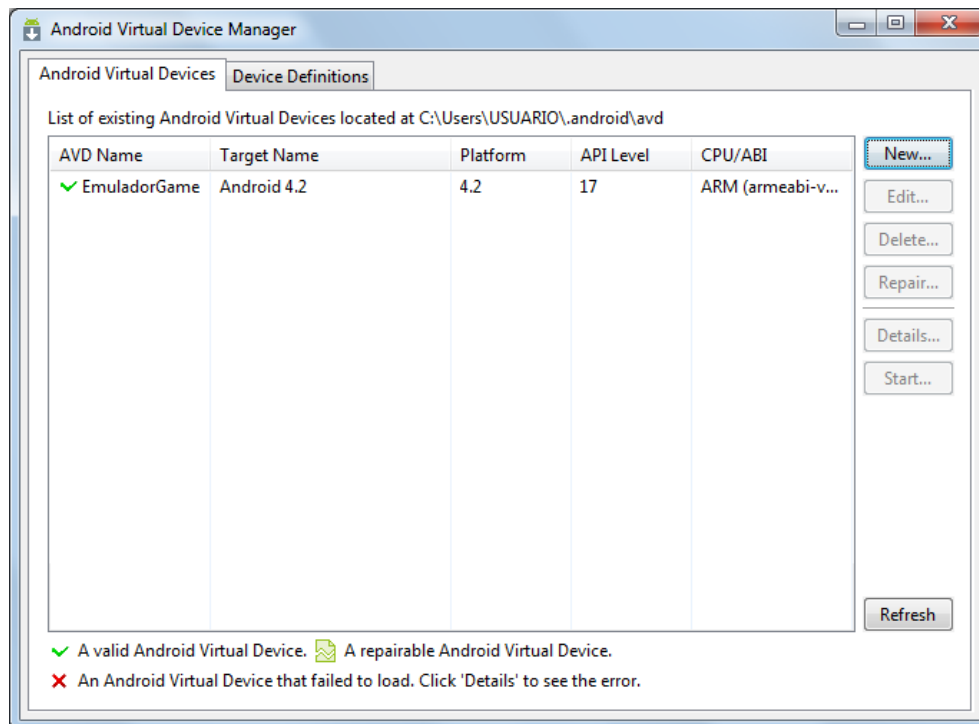 Android Virtual Device Manager
Android Virtual Devices Device Definitions
List of existing Android Virtual Devices located at C:\Users\USUARIO\.android\avd
AVD Name Target Name Platform API Level CPU/ABI
EmuladorGame Android 4.2 4.2 17 ARM (armeabi-v...
New...
Edit...
Delete...
Repair...
Details...
Start...
Refresh
A valid Android Virtual Device. A repairable Android Virtual Device.
An Android Virtual Device that failed to load. Click 'Details' to see the error.